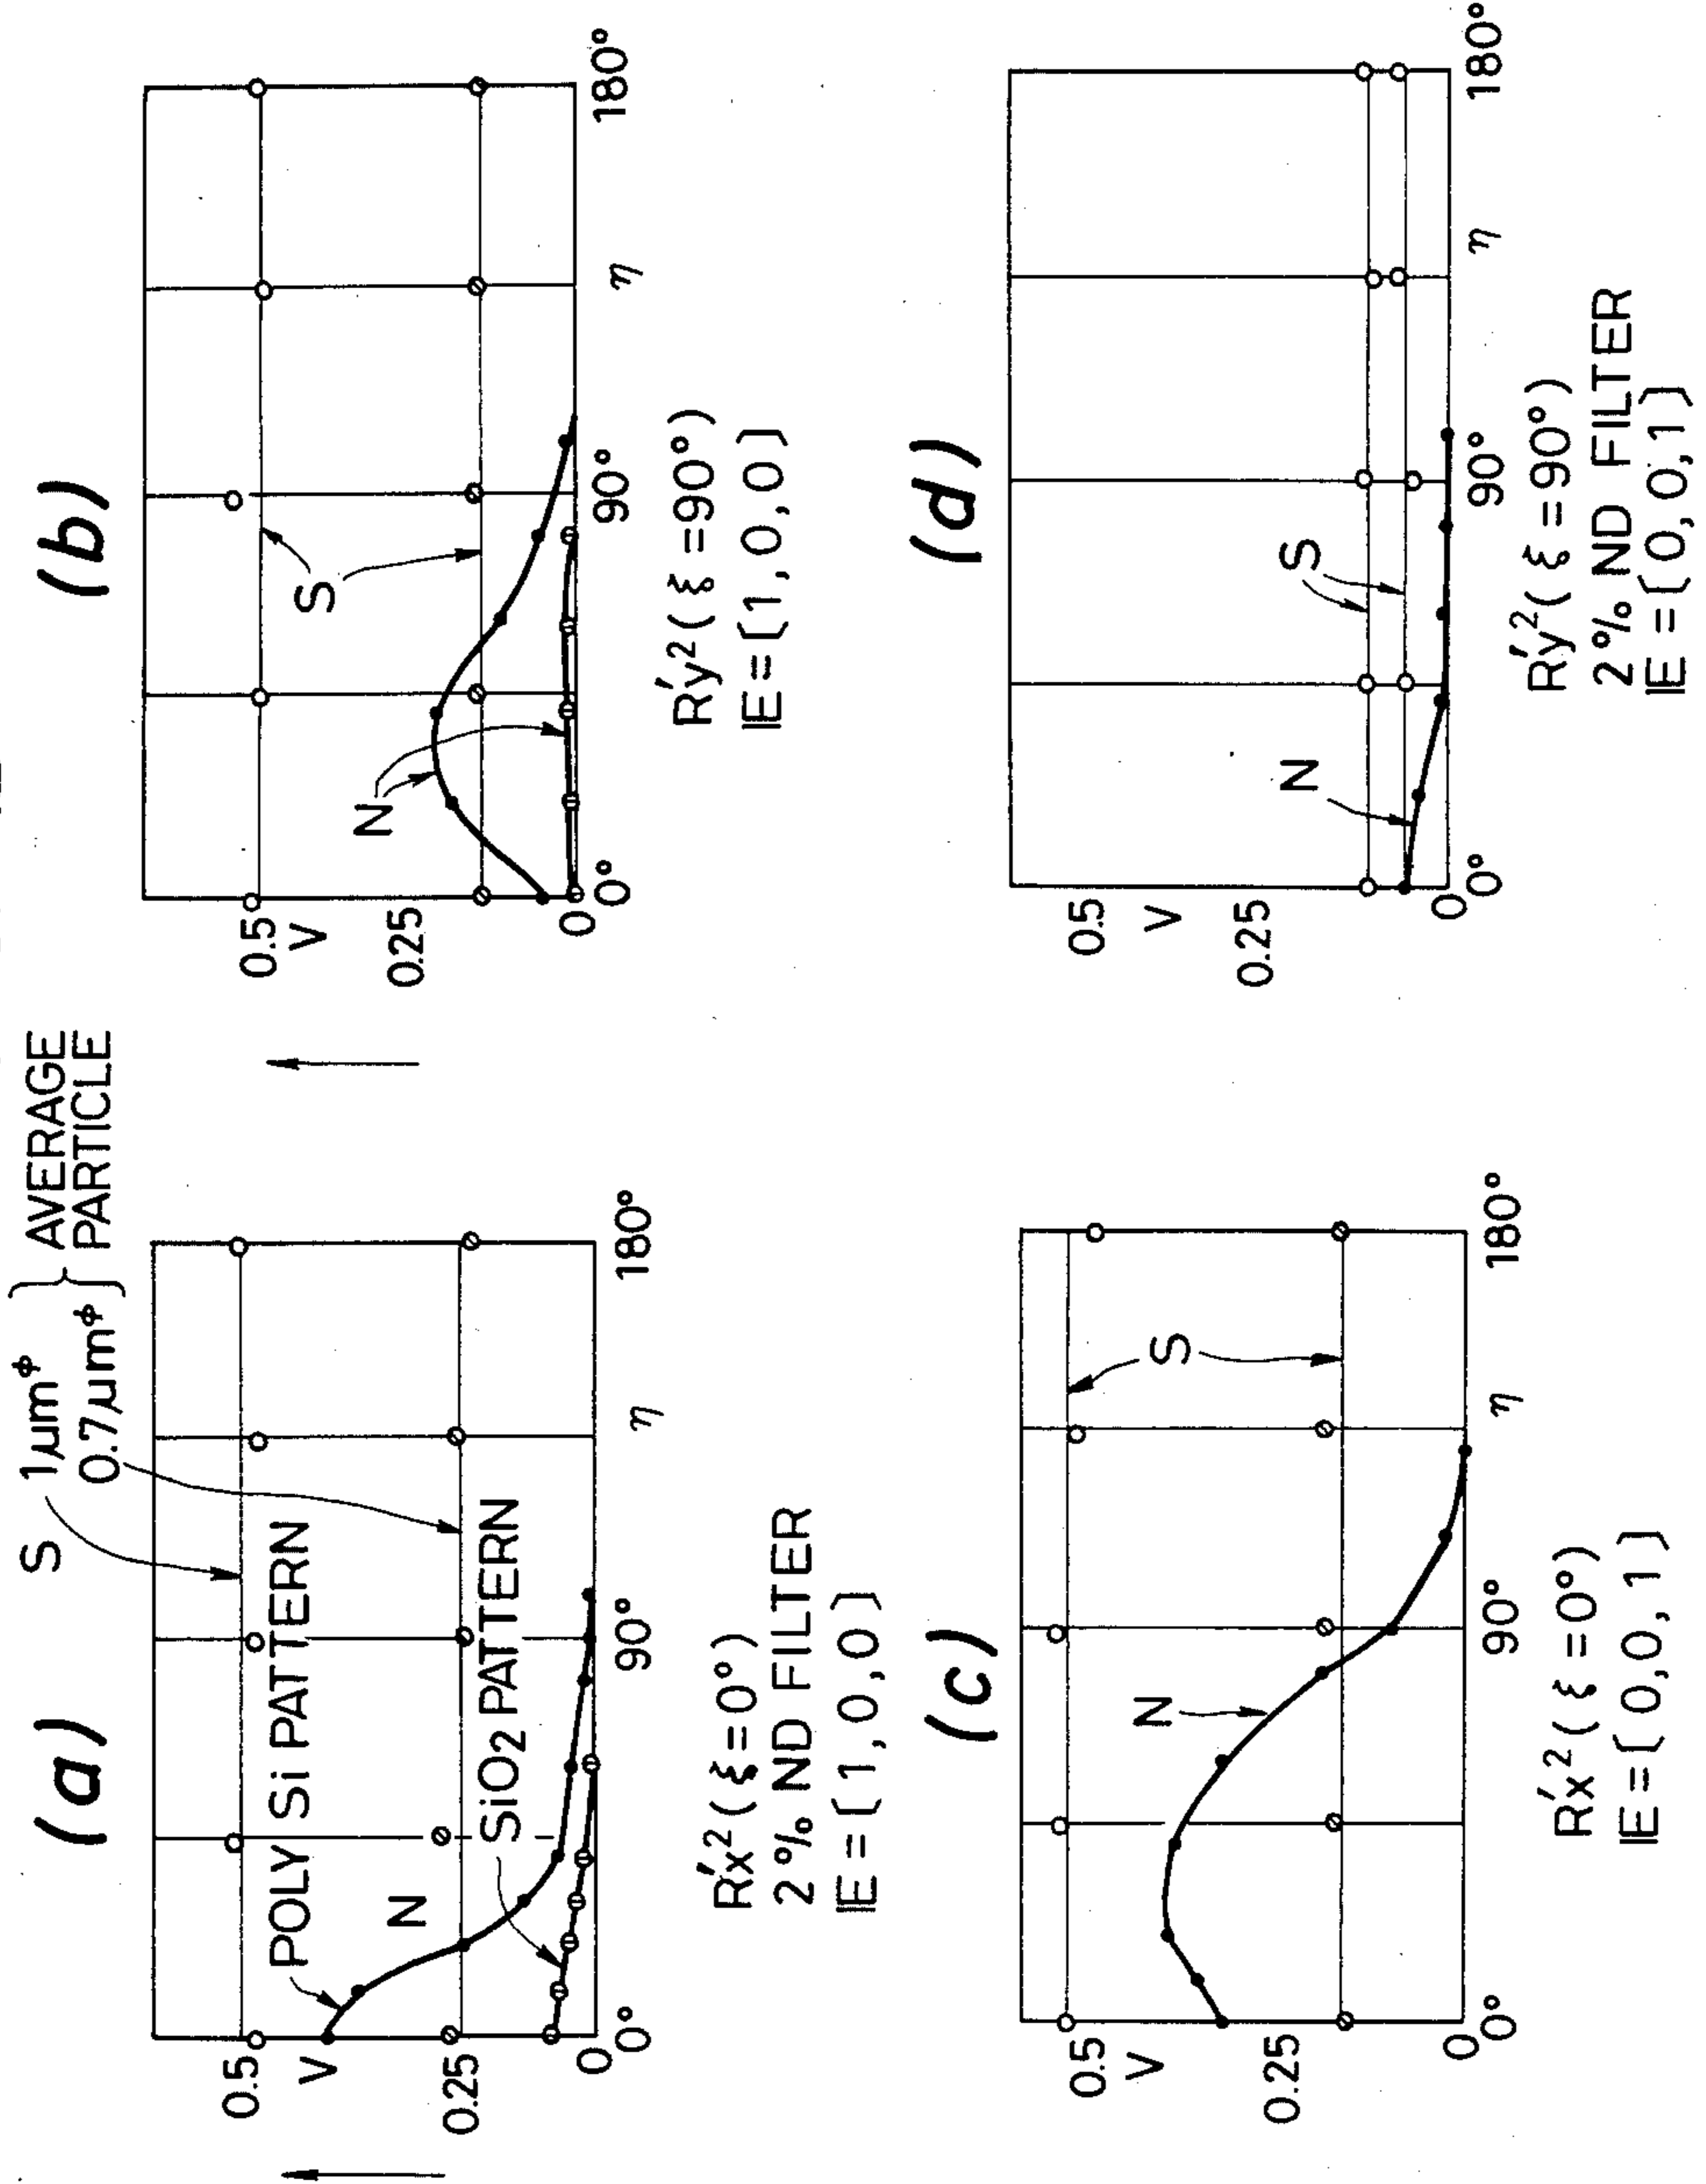 (a)
S 1μmᶲ
0.7μmᶲ } AVERAGE PARTICLE
0.5
V
0.25
0
POLY Si PATTERN
N
SiO2 PATTERN
0°
90°
η
180°
R'x²(ξ=0°)
2% ND FILTER
IE=[1,0,0]
(b)
0.5
V
0.25
0
N
S
0°
90°
η
180°
R'y²(ξ=90°)
IE=[1,0,0]
(c)
0.5
V
0.25
0
N
S
0°
90°
η
180°
R'x²(ξ=0°)
IE=[0,0,1]
(d)
0.5
V
0.25
0
N
S
0°
90°
η
180°
R'y²(ξ=90°)
2% ND FILTER
IE=[0,0,1]